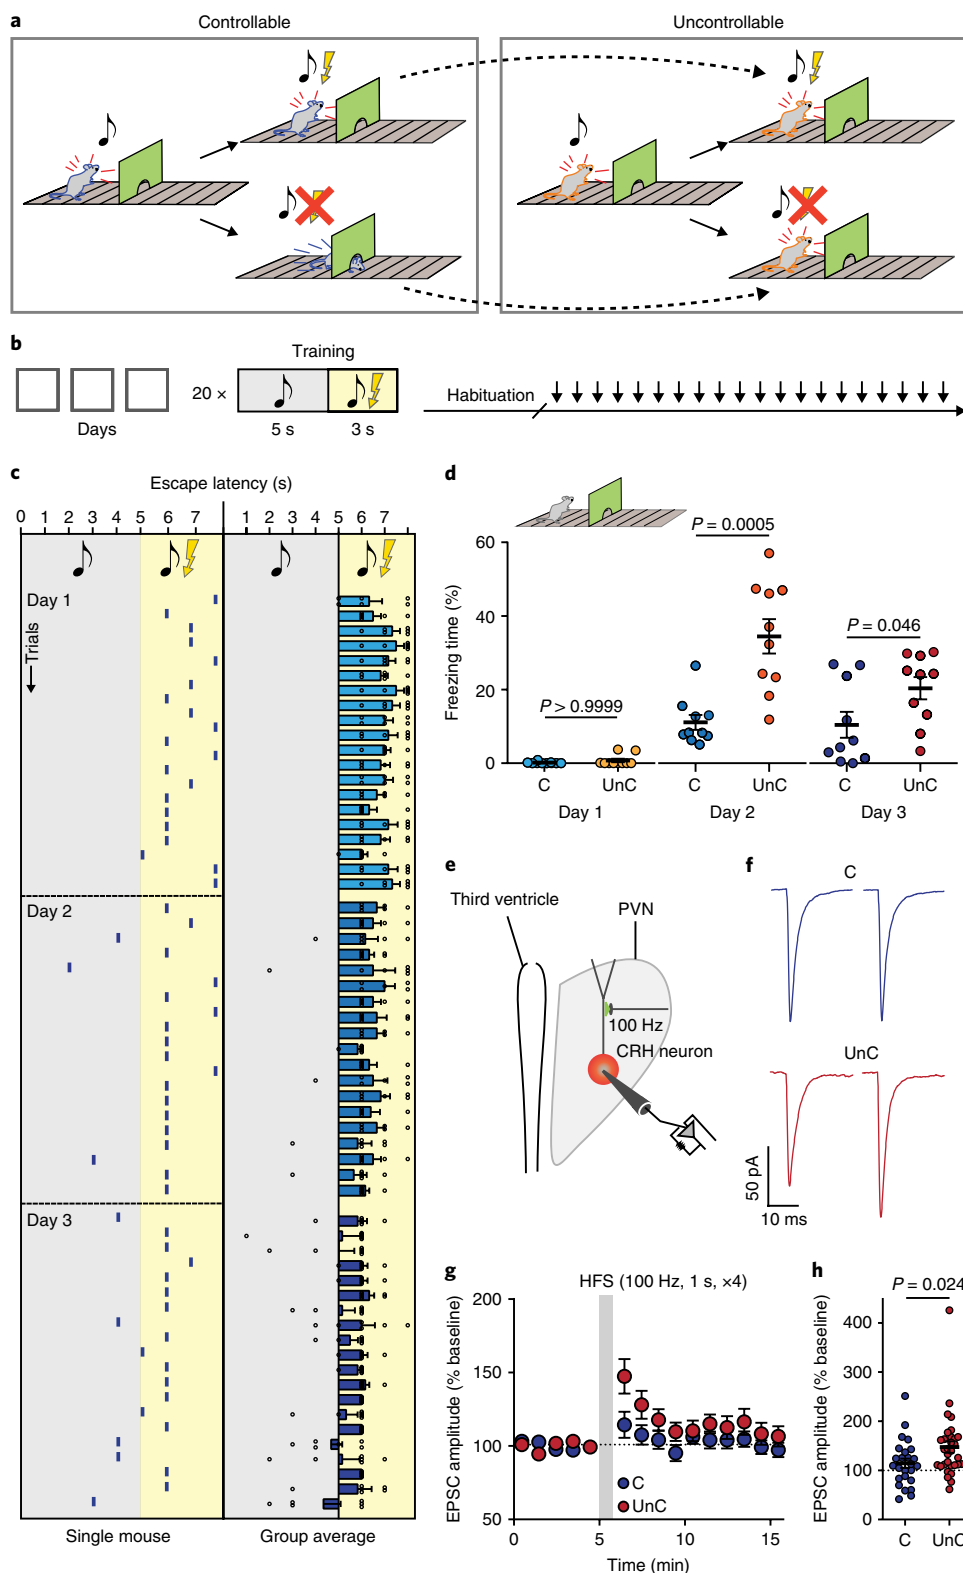 a
Controllable
Uncontrollable
b
Training
20 ×
Days
5 s
3 s
Habituation
c
Escape latency (s)
0 1 2 3 4 5 6 7 1 2 3 4 5 6 7
Day 1
Trials
Day 2
Day 3
Single mouse
Group average
d
P = 0.0005
P = 0.046
P > 0.9999
Freezing time (%)
60
40
20
0
C UnC C UnC C UnC
Day 1 Day 2 Day 3
e
Third ventricle
PVN
100 Hz
CRH neuron
f
C
UnC
50 pA
10 ms
g
HFS (100 Hz, 1 s, ×4)
EPSC amplitude (% baseline)
200
150
100
50
C
UnC
0 5 10 15
Time (min)
h
P = 0.024
EPSC amplitude (% baseline)
400
300
200
100
0
C UnC